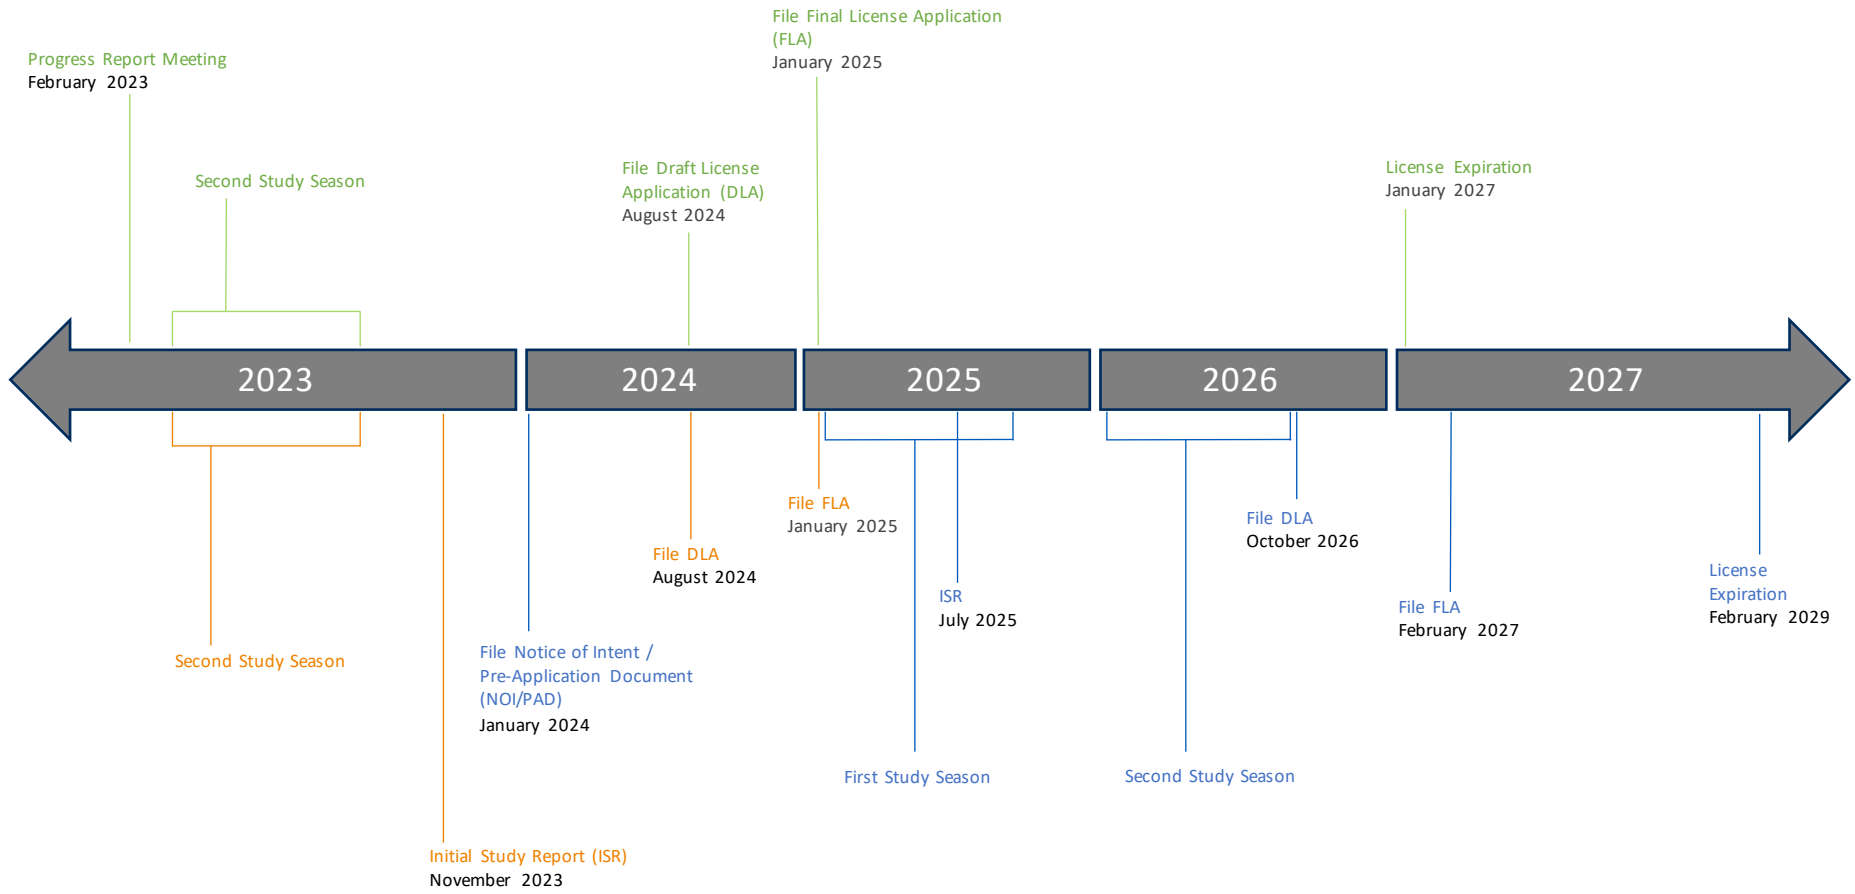 File Final License Application
(FLA)
January 2025
Progress Report Meeting
February 2023
File Draft License
Application (DLA)
August 2024
License Expiration
January 2027
Second Study Season
2023
2024
2025
2026
2027
File FLA
January 2025
File DLA
October 2026
File DLA
August 2024
License
Expiration
February 2029
ISR
July 2025
File FLA
February 2027
Second Study Season
File Notice of Intent /
Pre-Application Document
(NOI/PAD)
January 2024
First Study Season
Second Study Season
Initial Study Report (ISR)
November 2023